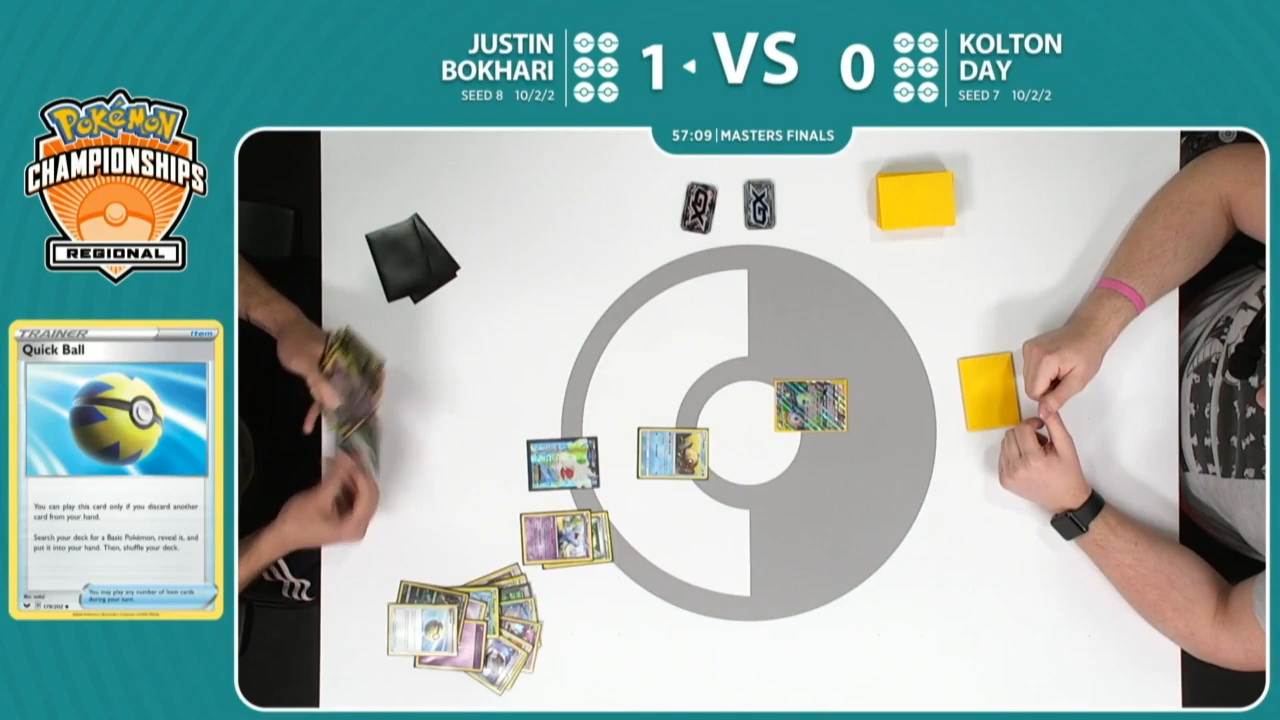 JUSTIN
BOKHARI
SEED 8 10/2/2
1
VS
0
KOLTON
DAY
SEED 7 10/2/2
57:09 | MASTERS FINALS
Pokémon
CHAMPIONSHIPS
REGIONAL
GX
GX
TRAINER
Item
Quick Ball
You can play this card only if you discard another
card from your hand.
Search your deck for a Basic Pokémon, reveal it, and
put it into your hand. Then, shuffle your deck.
You may play any number of Item cards
during your turn.
179/202